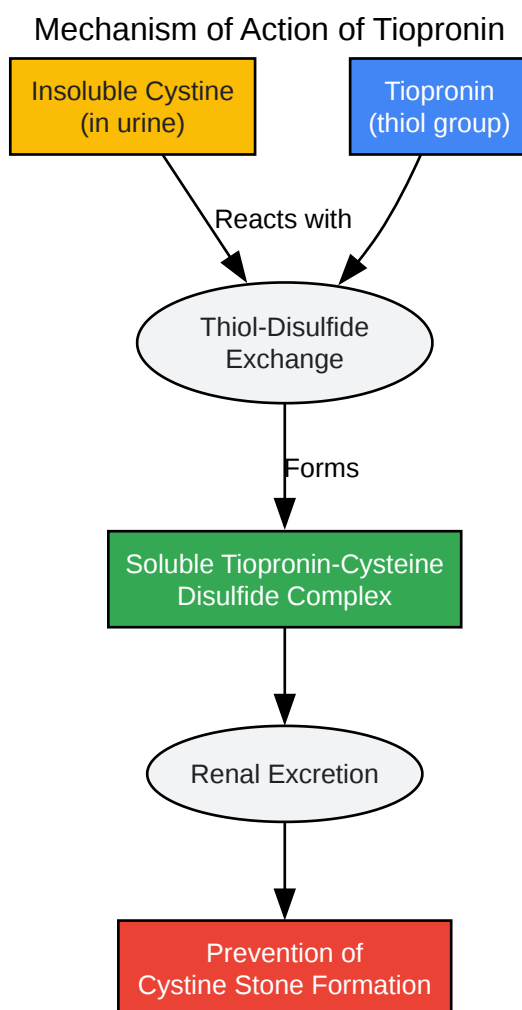 Mechanism of Action of Tiopronin
Insoluble Cystine
(in urine)
Tiopronin
(thiol group)
Reacts with
Thiol-Disulfide
Exchange
Forms
Soluble Tiopronin-Cysteine
Disulfide Complex
Renal Excretion
Prevention of
Cystine Stone Formation